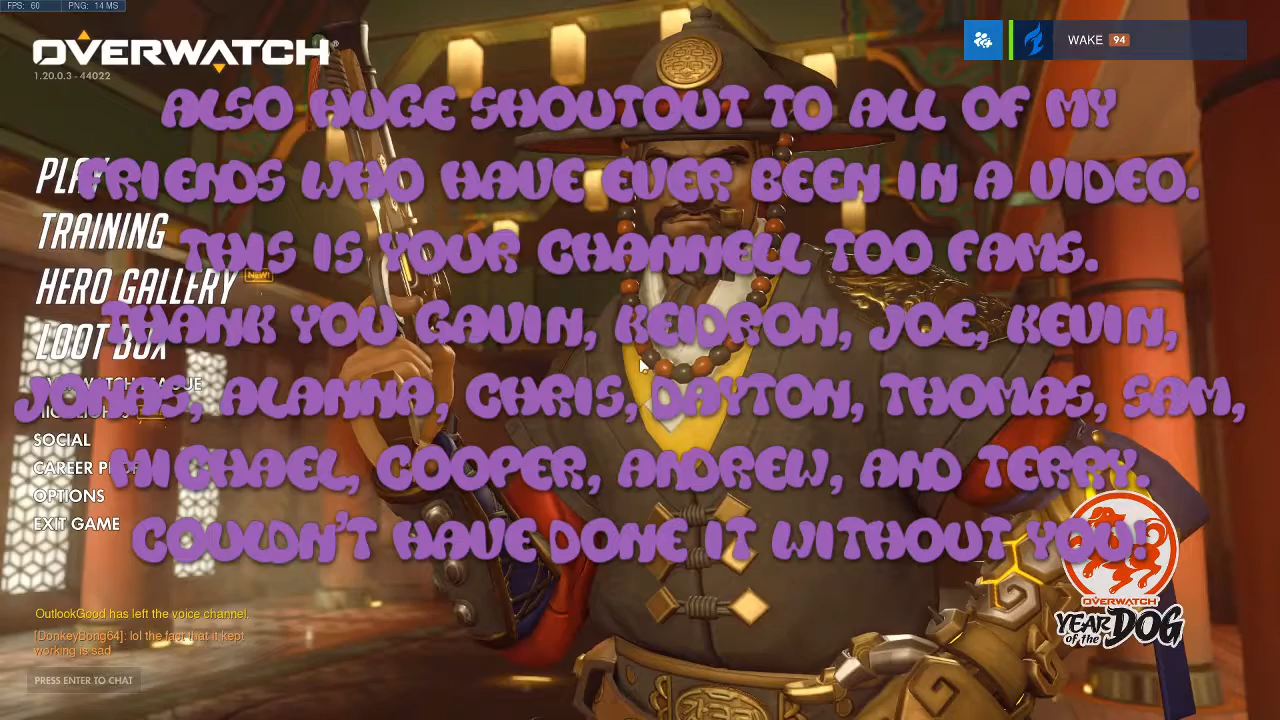 FPS: 60 PNG: 14 MS
OVERWATCH
1.20.0.3 - 44022
WAKE 94
ALSO HUGE SHOUTOUT TO ALL OF MY
FRIENDS WHO HAVE EVER BEEN IN A VIDEO.
THIS IS YOUR CHANNELL TOO FAMS.
THANK YOU GAVIN, KEIDRON, JOE, KEVIN,
JONAS, ALANNA, CHRIS, DAYTON, THOMAS, SAM,
MICHAEL, COOPER, ANDREW, AND TERRY.
COULDN'T HAVE DONE IT WITHOUT YOU!
PLAY
TRAINING
HERO GALLERY NEW!
LOOT BOX
SOCIAL
CAREER
OPTIONS
EXIT GAME
OutlookGood has left the voice channel.
[DonkeyBong64]: lol the fact that it kept
working is sad
PRESS ENTER TO CHAT
OVERWATCH
YEAR
of the DOG